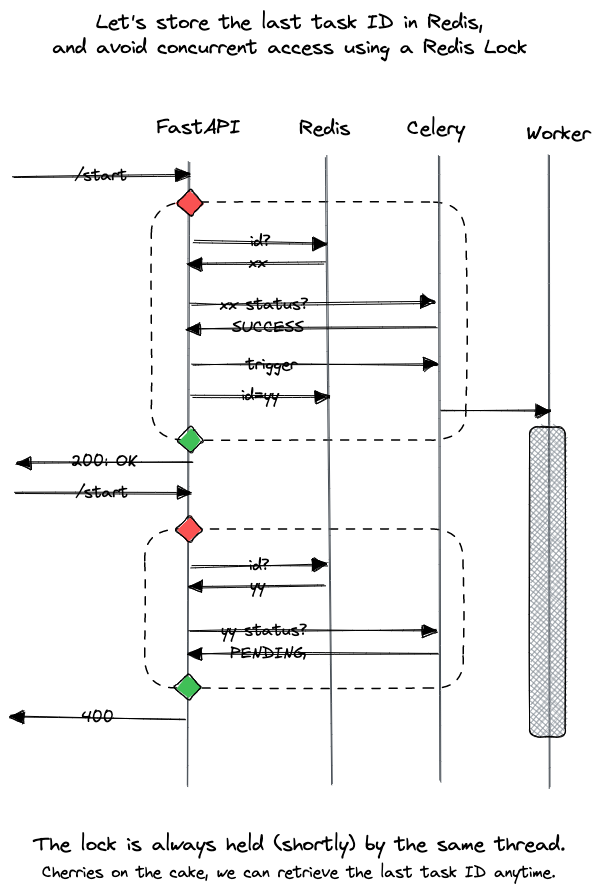 Let's store the last task ID in Redis,
and avoid concurrent access using a Redis Lock
FastAPI Redis Celery Worker
/start
id?
xx
xx status?
SUCCESS
trigger
id=yy
200: OK
/start
id?
yy
yy status?
PENDING,
400
The lock is always held (shortly) by the same thread.
Cherries on the cake, we can retrieve the last task ID anytime.